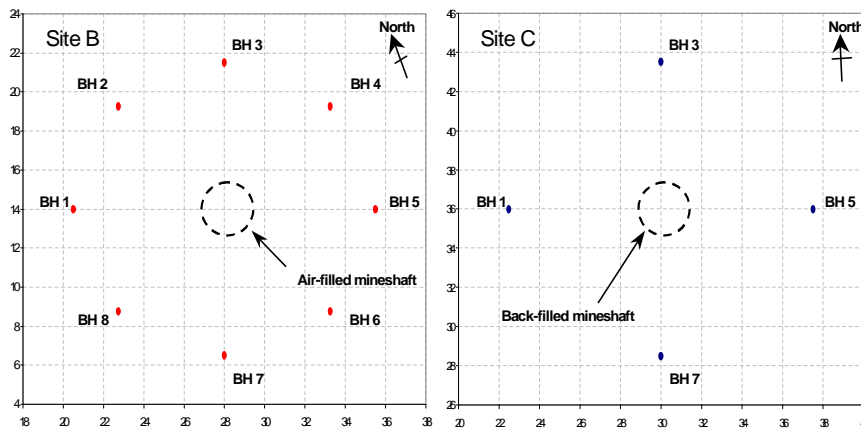 Site B
North
BH 3
BH 2
BH 4
BH 1
BH 5
Air-filled mineshaft
BH 8
BH 6
BH 7
24
22
20
18
16
14
12
10
8
6
4
18 20 22 24 26 28 30 32 34 36 38
Site C
North
BH 3
BH 1
BH 5
Back-filled mineshaft
BH 7
46
44
42
40
38
36
34
32
30
28
26
20 22 24 26 28 30 32 34 36 38 40